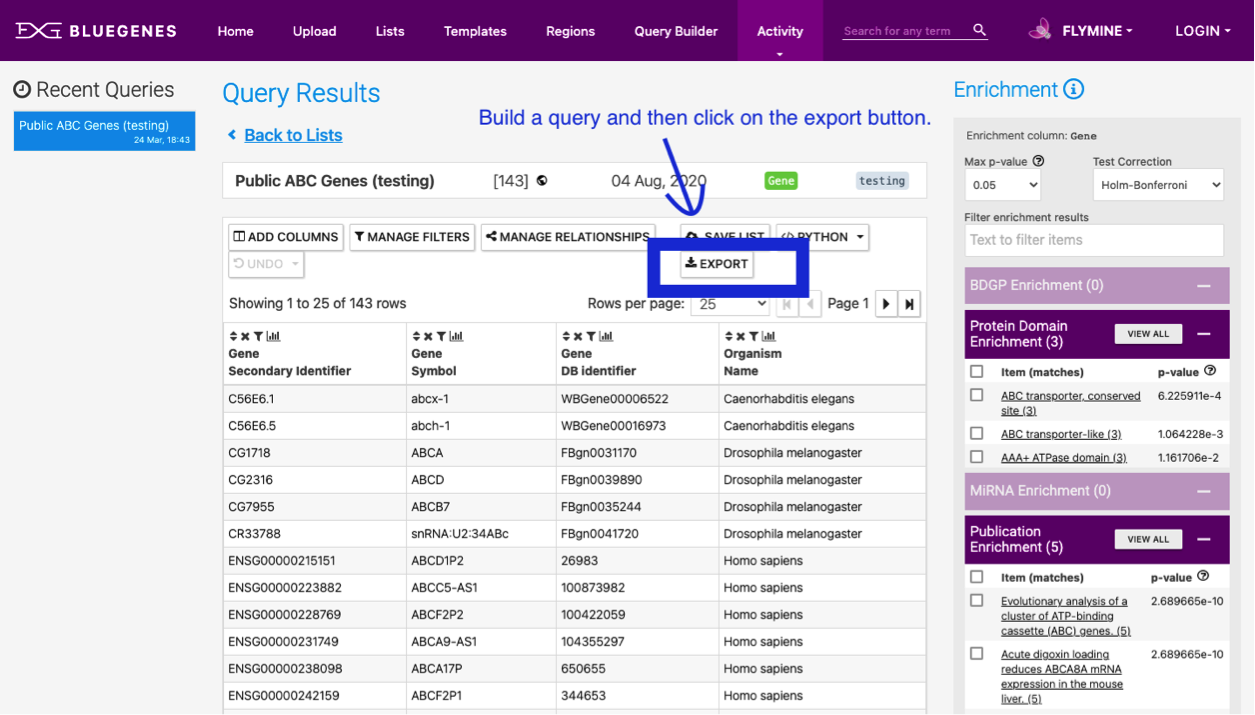 BLUEGENES
Home Upload Lists Templates Regions Query Builder Activity Search for any term FLYMINE LOGIN
Recent Queries
Public ABC Genes (testing)
24 Mar, 18:43
Query Results
Back to Lists
Build a query and then click on the export button.
Public ABC Genes (testing) [143] 04 Aug, 2020 Gene testing
ADD COLUMNS MANAGE FILTERS MANAGE RELATIONSHIPS SAVE LIST </> PYTHON
UNDO EXPORT
Showing 1 to 25 of 143 rows Rows per page: 25 Page 1
Gene Gene Gene Organism
Secondary Identifier Symbol DB identifier Name
C56E6.1 abcx-1 WBGene00006522 Caenorhabditis elegans
C56E6.5 abch-1 WBGene00016973 Caenorhabditis elegans
CG1718 ABCA FBgn0031170 Drosophila melanogaster
CG2316 ABCD FBgn0039890 Drosophila melanogaster
CG7955 ABCB7 FBgn0035244 Drosophila melanogaster
CR33788 snRNA:U2:34ABc FBgn0041720 Drosophila melanogaster
ENSG00000215151 ABCD1P2 26983 Homo sapiens
ENSG00000223882 ABCC5-AS1 100873982 Homo sapiens
ENSG00000228769 ABCF2P2 100422059 Homo sapiens
ENSG00000231749 ABCA9-AS1 104355297 Homo sapiens
ENSG00000238098 ABCA17P 650655 Homo sapiens
ENSG00000242159 ABCF2P1 344653 Homo sapiens
Enrichment
Enrichment column: Gene
Max p-value Test Correction
0.05 Holm-Bonferroni
Filter enrichment results
Text to filter items
BDGP Enrichment (0)
Protein Domain
Enrichment (3)
VIEW ALL
Item (matches) p-value
ABC transporter, conserved 6.225911e-4
site (3)
ABC transporter-like (3) 1.064228e-3
AAA+ ATPase domain (3) 1.161706e-2
MiRNA Enrichment (0)
Publication
Enrichment (5)
VIEW ALL
Item (matches) p-value
Evolutionary analysis of a 2.689665e-10
cluster of ATP-binding
cassette (ABC) genes. (5)
Acute digoxin loading 2.689665e-10
reduces ABCA8A mRNA
expression in the mouse
liver. (5)